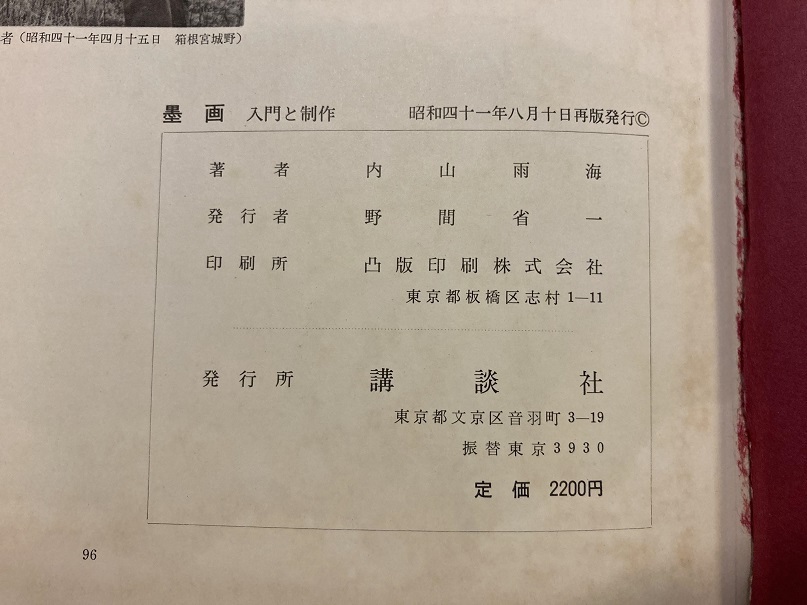 者（昭和四十一年四月十五日　箱根宮城野）
墨画　入門と制作　昭和四十一年八月十日再版発行©
著者　内山雨海
発行者　野間省一
印刷所　凸版印刷株式会社
東京都板橋区志村1—11
発行所　講談社
東京都文京区音羽町3—19
振替東京3930
定価　2200円
96